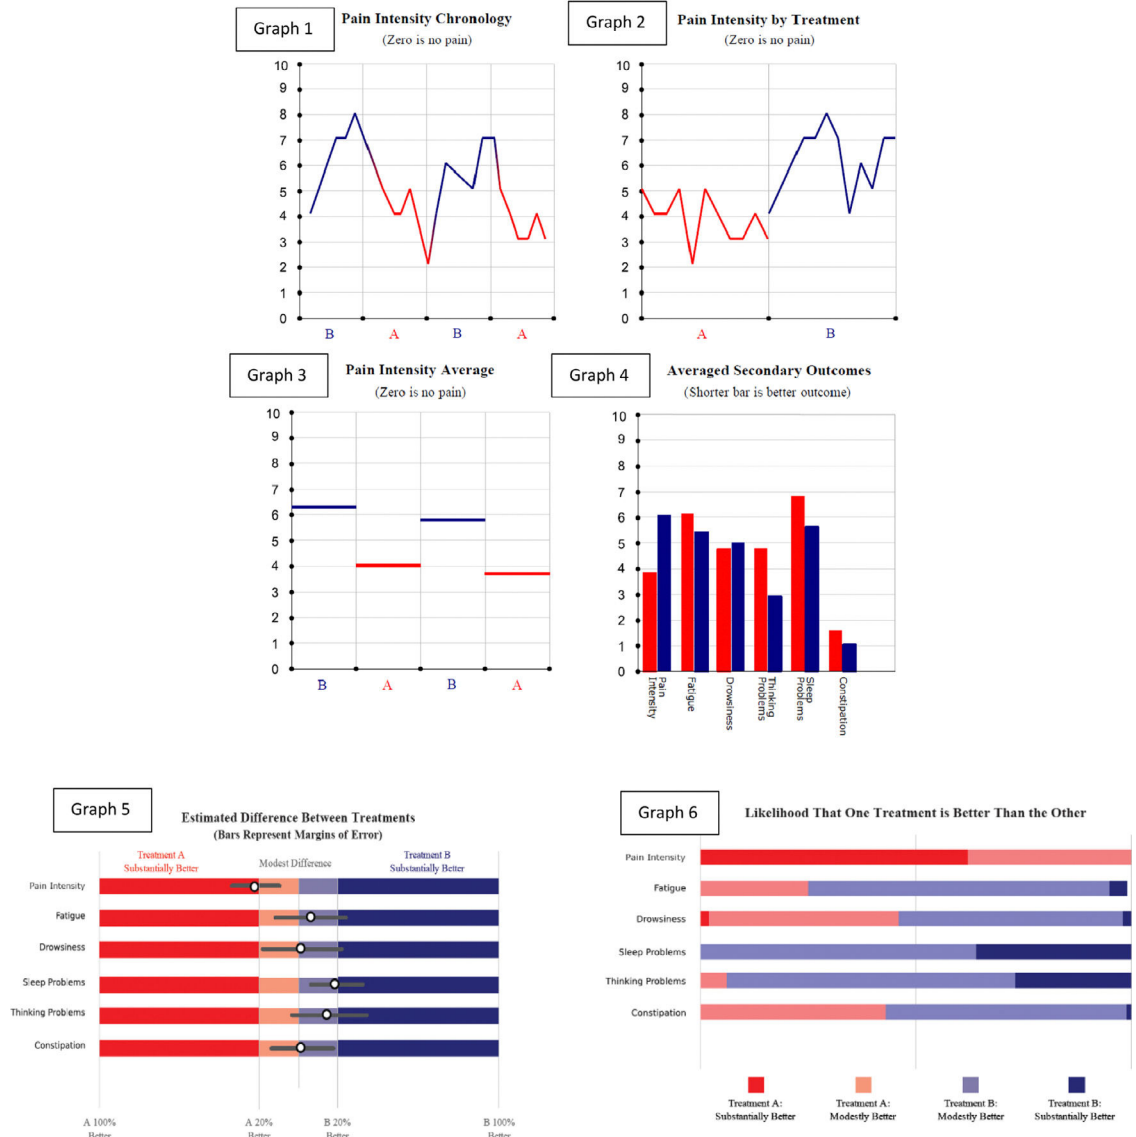 Graph 1
Pain Intensity Chronology
(Zero is no pain)
10
9
8
7
6
5
4
3
2
1
0
B
A
B
A
Graph 2
Pain Intensity by Treatment
(Zero is no pain)
10
9
8
7
6
5
4
3
2
1
0
A
B
Graph 3
Pain Intensity Average
(Zero is no pain)
10
9
8
7
6
5
4
3
2
1
0
B
A
B
A
Graph 4
Averaged Secondary Outcomes
(Shorter bar is better outcome)
10
9
8
7
6
5
4
3
2
1
0
Pain
Intensity
Fatigue
Drowsiness
Thinking
Problems
Sleep
Problems
Constipation
Graph 5
Estimated Difference Between Treatments
(Bars Represent Margins of Error)
Treatment A
Substantially Better
Modest Difference
Treatment B
Substantially Better
Pain Intensity
Fatigue
Drowsiness
Sleep Problems
Thinking Problems
Constipation
A 100%
Better
A 20%
Better
B 20%
Better
B 100%
Better
Graph 6
Likelihood That One Treatment is Better Than the Other
Pain Intensity
Fatigue
Drowsiness
Sleep Problems
Thinking Problems
Constipation
Treatment A:
Substantially Better
Treatment A:
Modestly Better
Treatment B:
Modestly Better
Treatment B:
Substantially Better